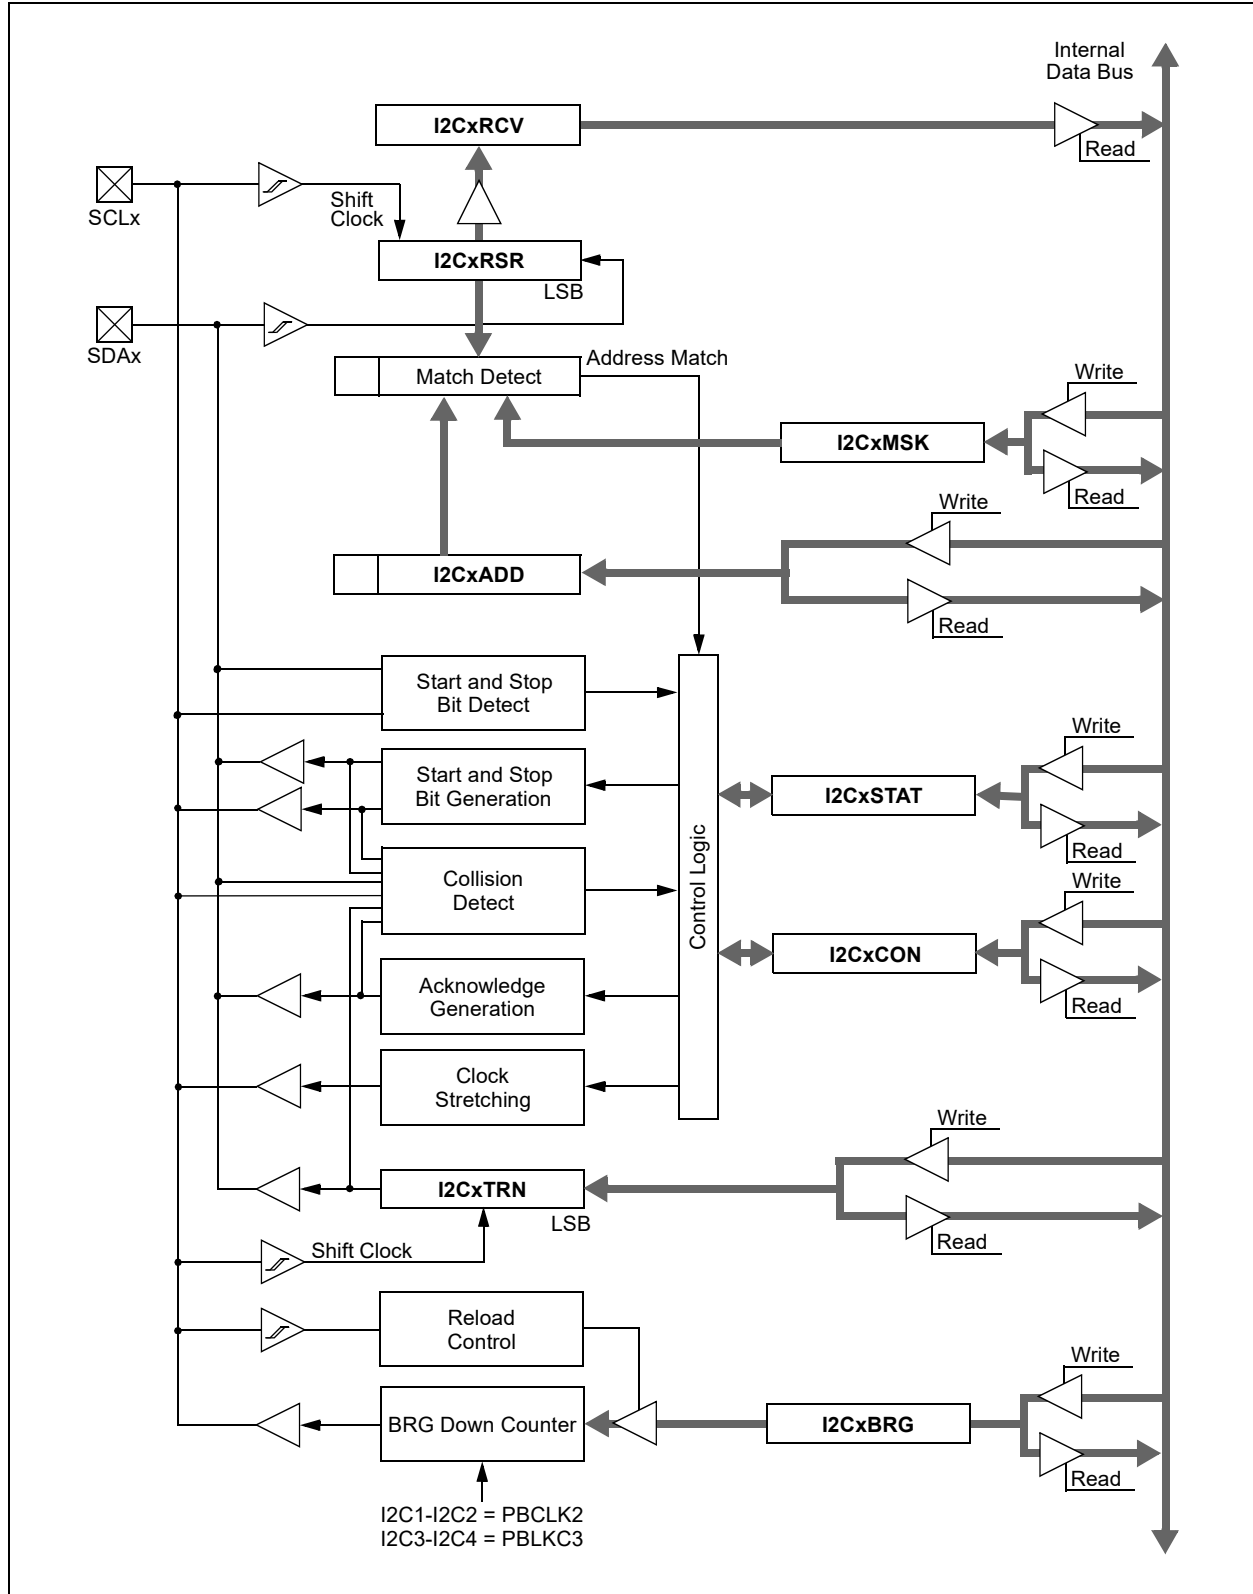 Internal
Data Bus
I2CxRCV
Read
SCLx
Shift
Clock
I2CxRSR
LSB
SDAx
Address Match
Match Detect
Write
I2CxMSK
Read
Write
I2CxADD
Read
Start and Stop
Bit Detect
Write
Start and Stop
Bit Generation
I2CxSTAT
Read
Control Logic
Collision
Detect
Write
I2CxCON
Read
Acknowledge
Generation
Clock
Stretching
Write
I2CxTRN
LSB
Read
Shift Clock
Reload
Control
Write
BRG Down Counter
I2CxBRG
Read
I2C1-I2C2 = PBCLK2
I2C3-I2C4 = PBLKC3